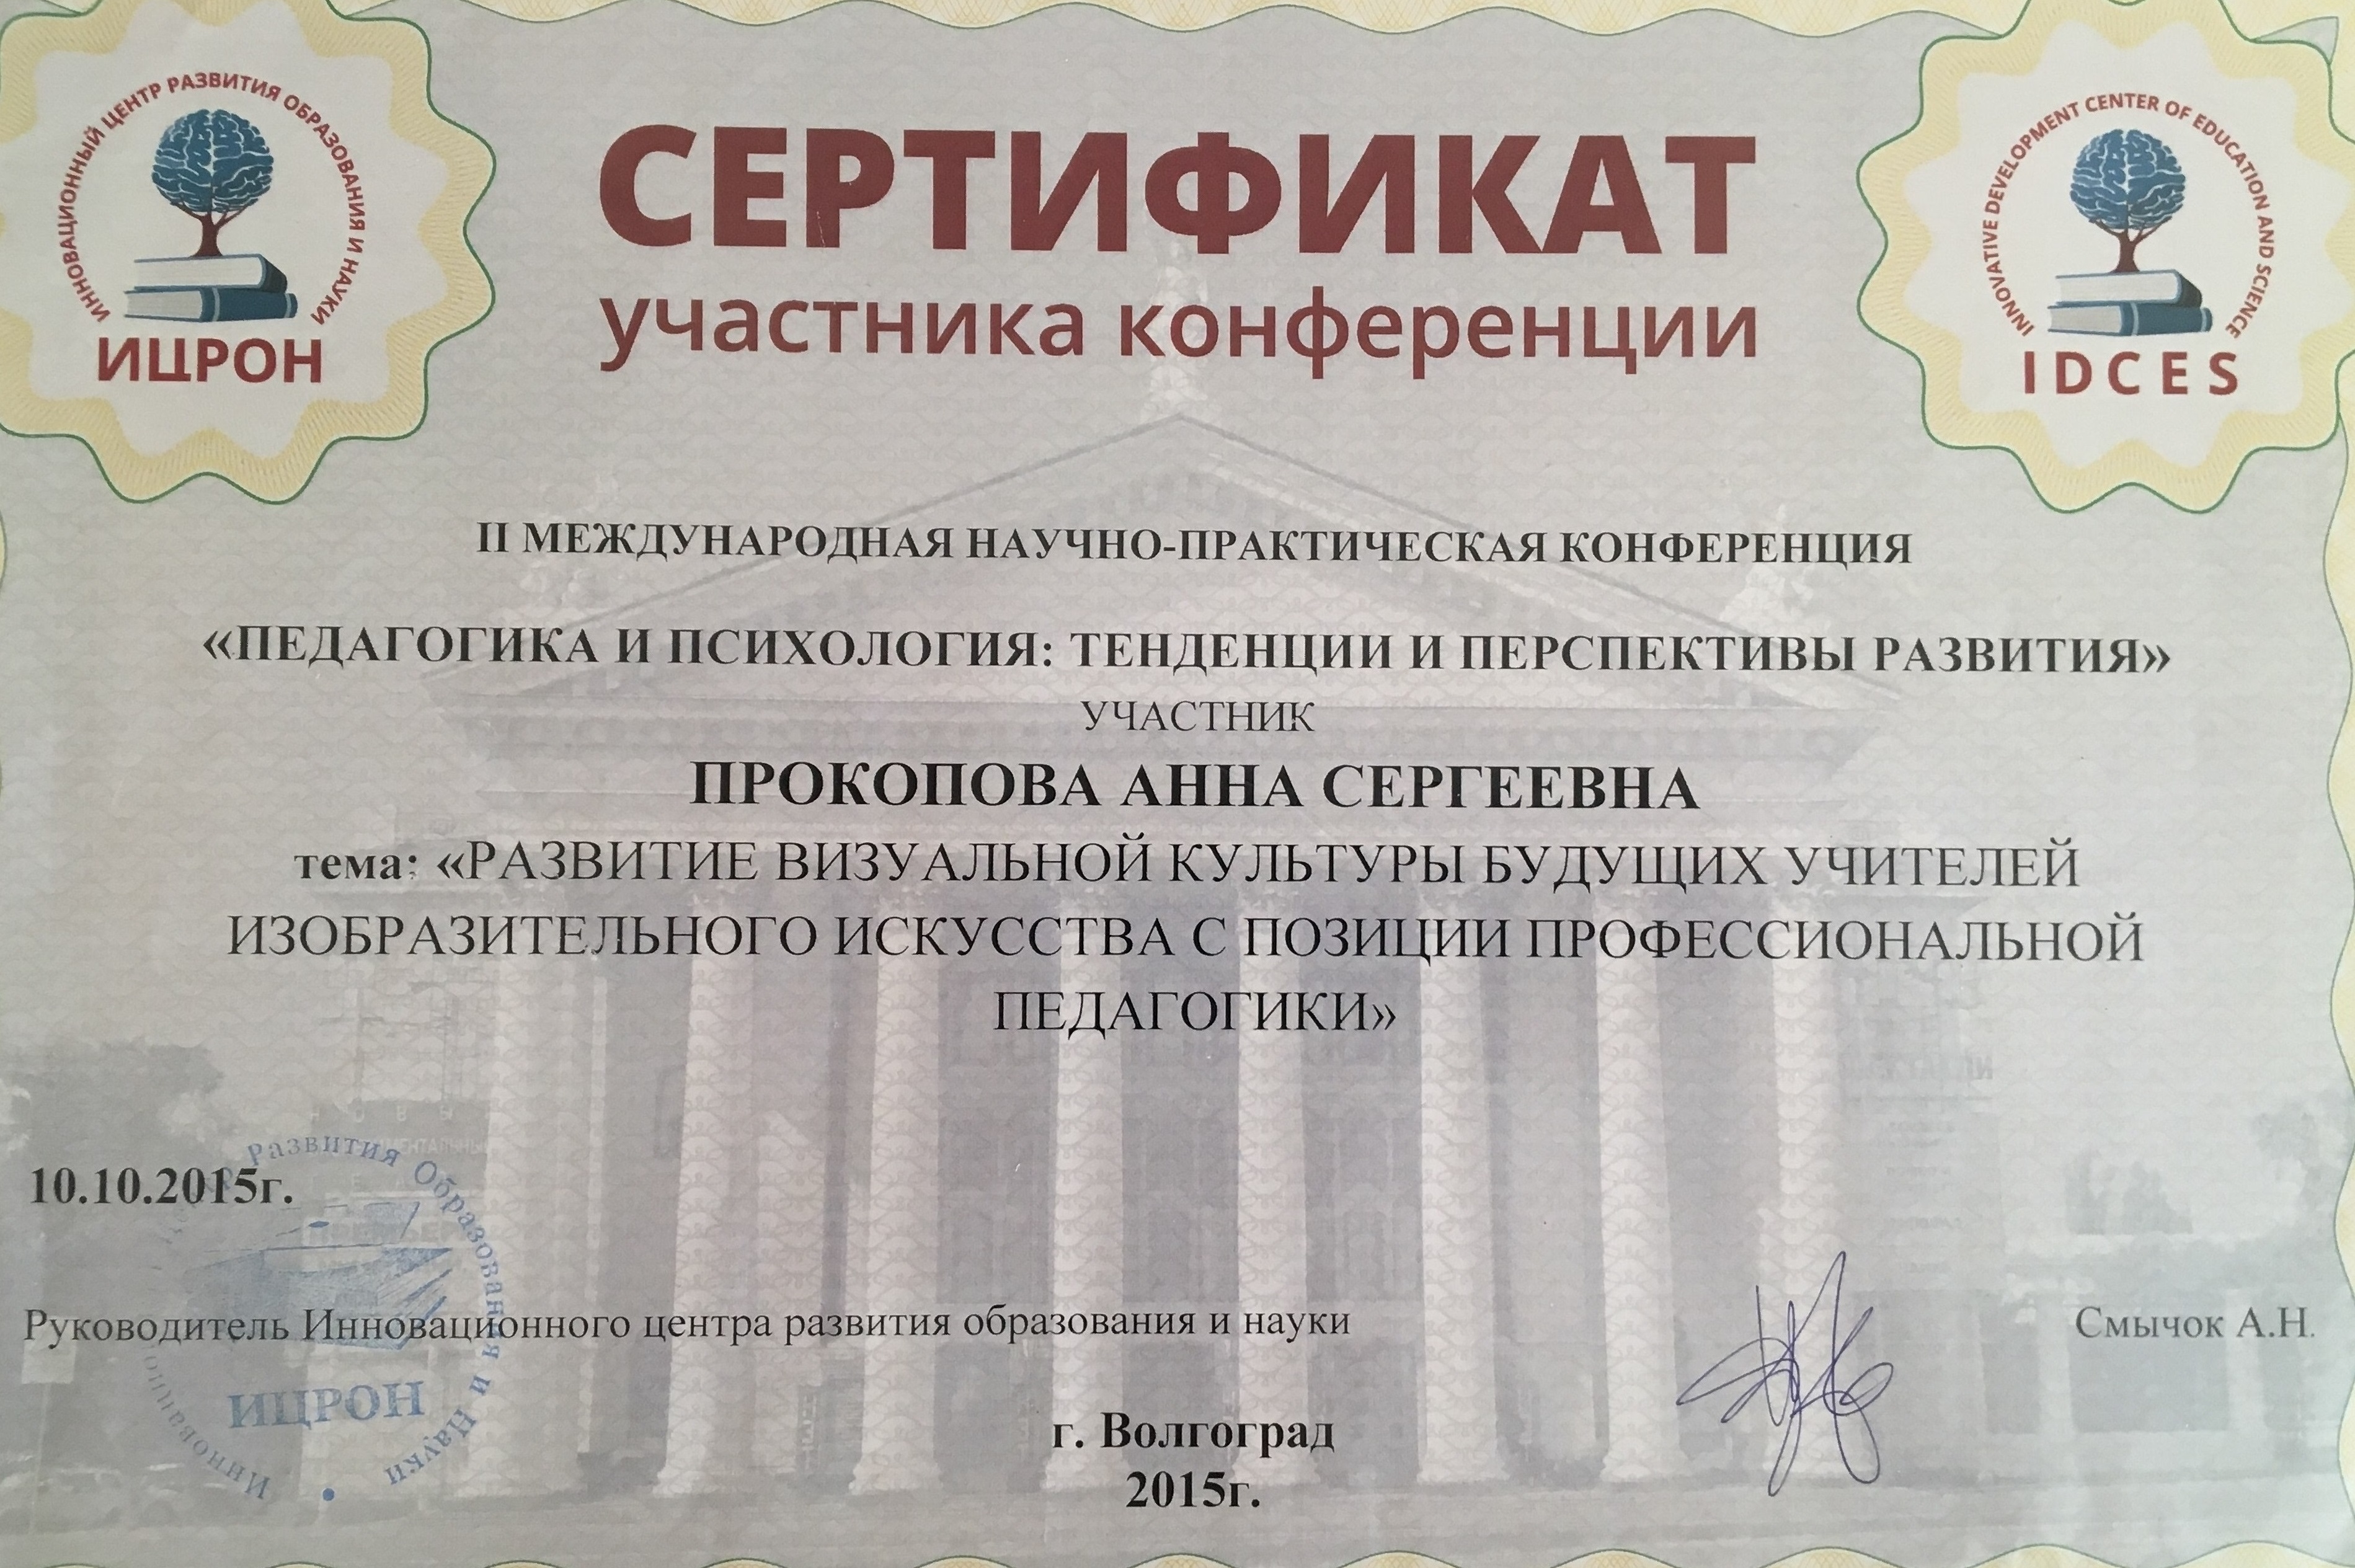 ИННОВАЦИОННЫЙ ЦЕНТР РАЗВИТИЯ ОБРАЗОВАНИЯ И НАУКИ
ИЦРОН
INNOVATIVE DEVELOPMENT CENTER OF EDUCATION AND SCIENCE
IDCES
СЕРТИФИКАТ
участника конференции
II МЕЖДУНАРОДНАЯ НАУЧНО-ПРАКТИЧЕСКАЯ КОНФЕРЕНЦИЯ
«ПЕДАГОГИКА И ПСИХОЛОГИЯ: ТЕНДЕНЦИИ И ПЕРСПЕКТИВЫ РАЗВИТИЯ»
УЧАСТНИК
ПРОКОПОВА АННА СЕРГЕЕВНА
тема: «РАЗВИТИЕ ВИЗУАЛЬНОЙ КУЛЬТУРЫ БУДУЩИХ УЧИТЕЛЕЙ
ИЗОБРАЗИТЕЛЬНОГО ИСКУССТВА С ПОЗИЦИИ ПРОФЕССИОНАЛЬНОЙ
ПЕДАГОГИКИ»
10.10.2015г.
Развития Образования и Науки
ИЦРОН
Руководитель Инновационного центра развития образования и науки
Смычок А.Н.
г. Волгоград
2015г.